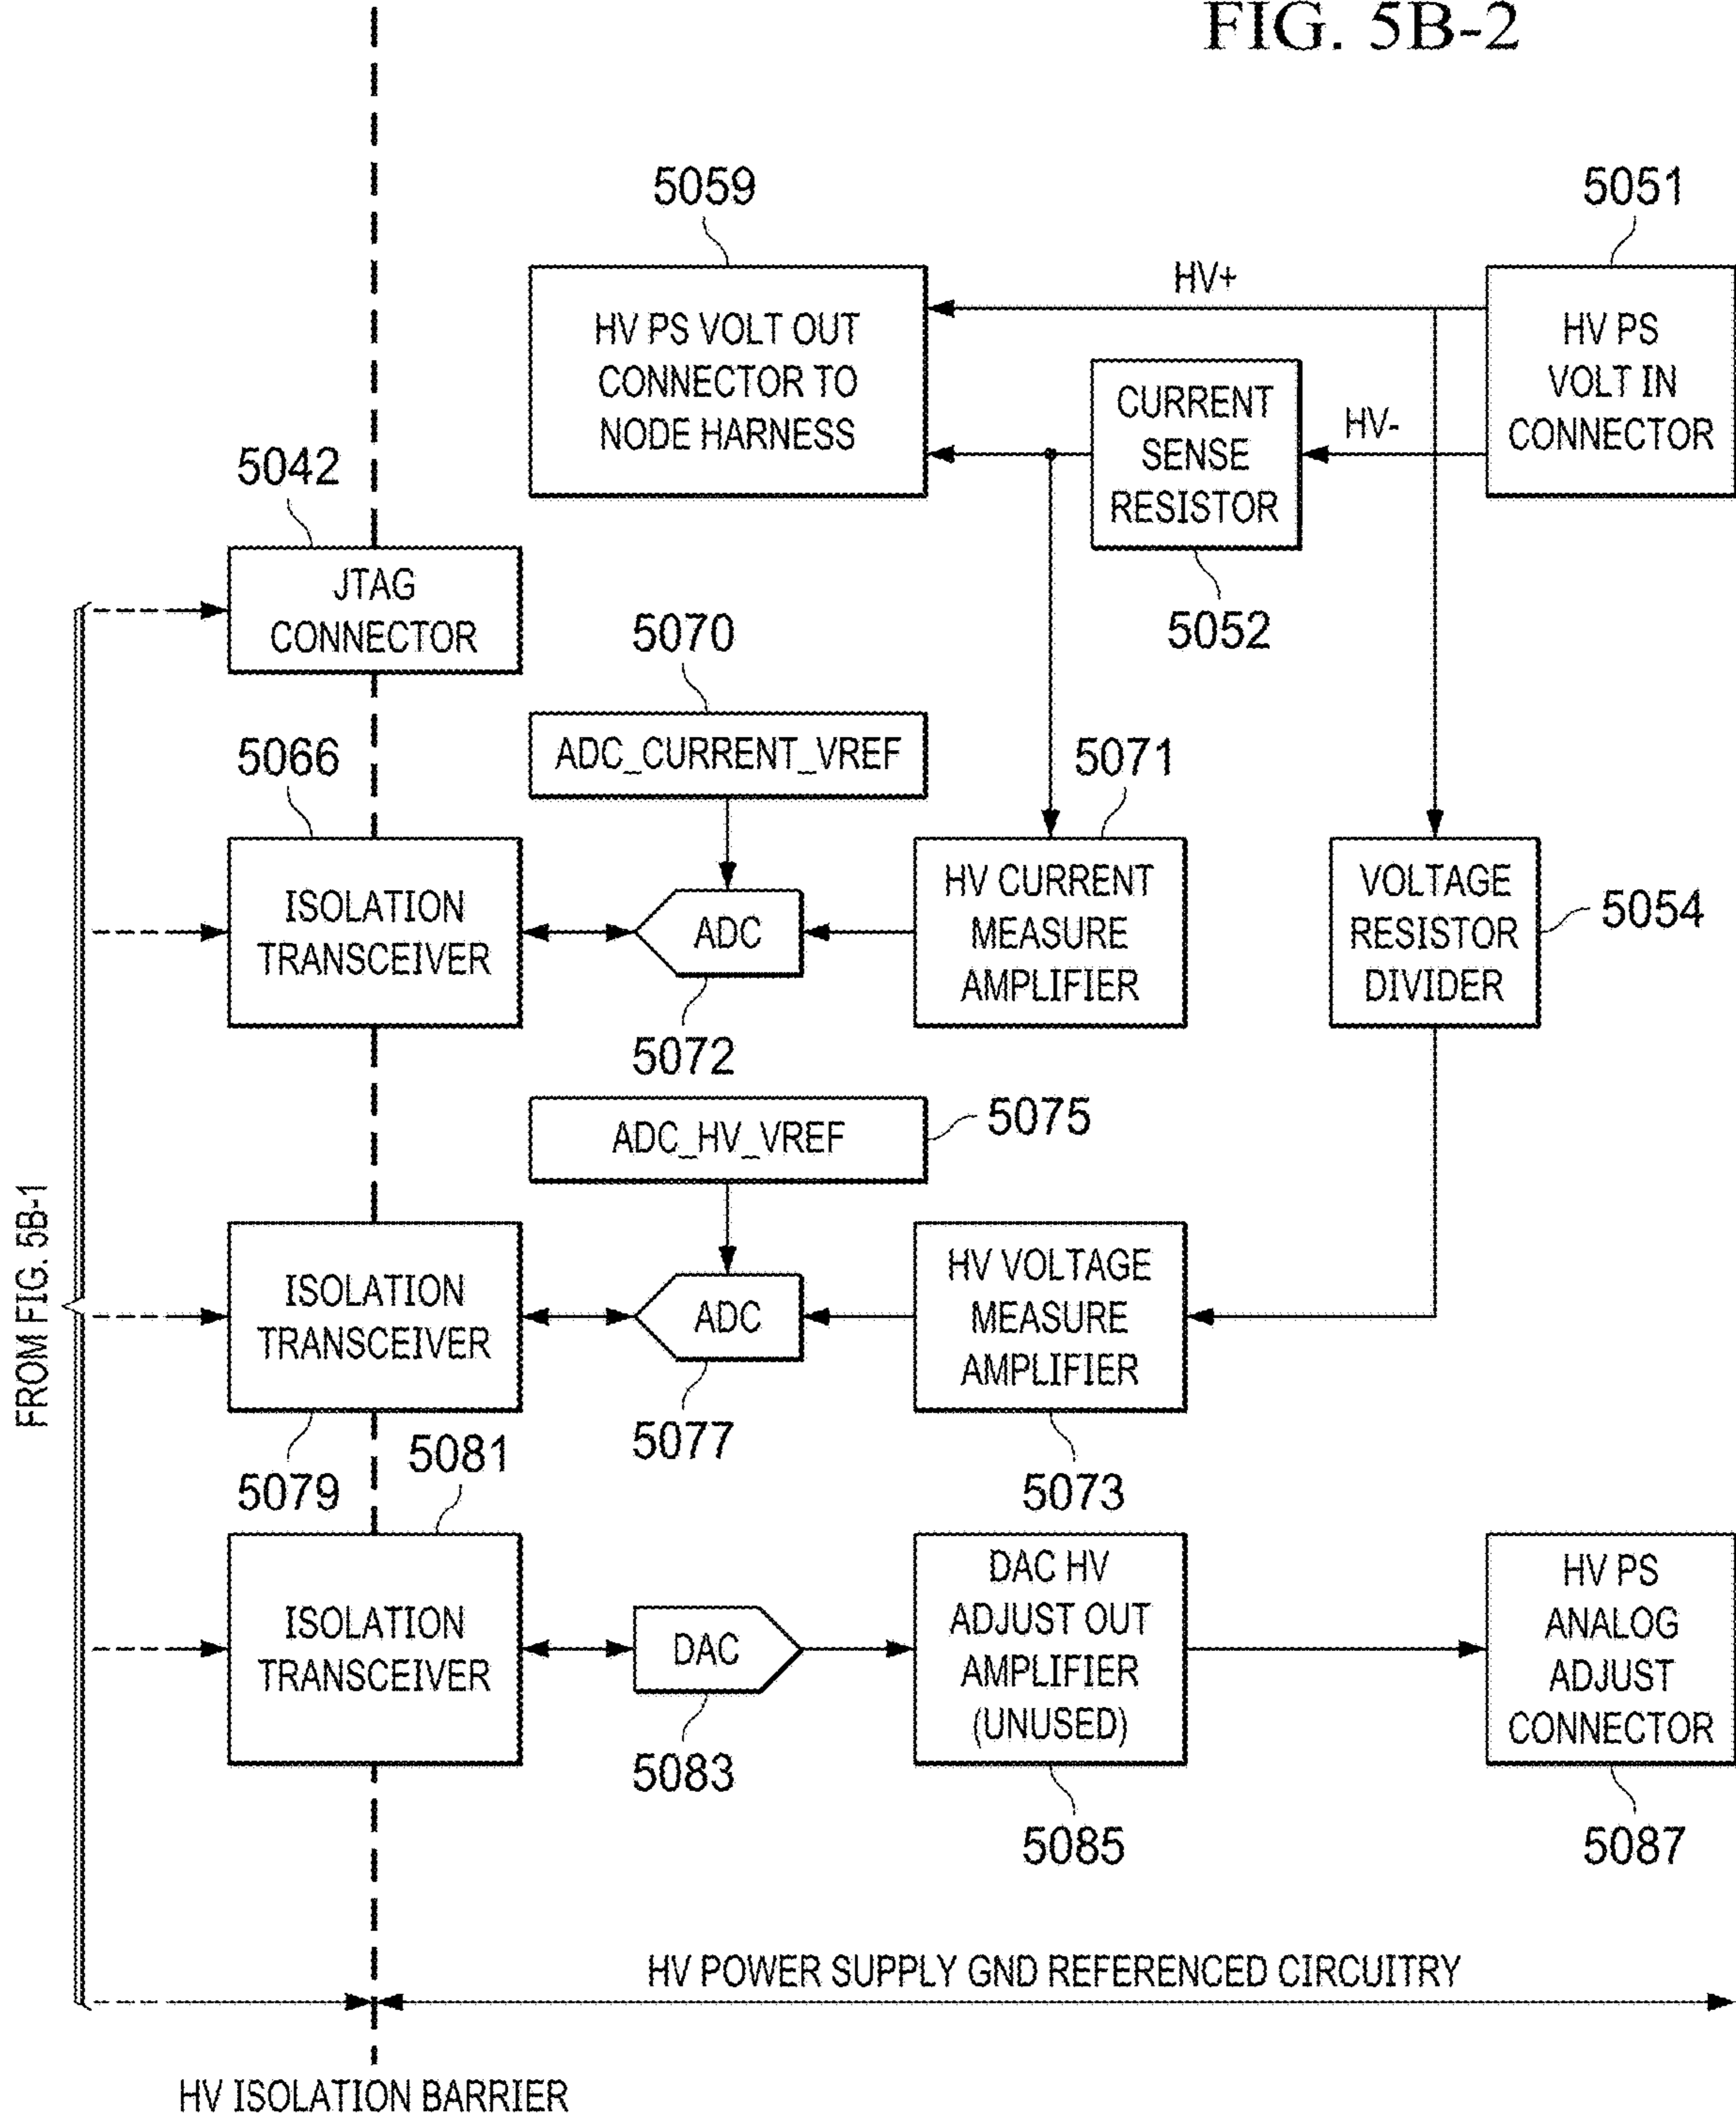 FIG. 5B-2
5059
5051
HV+
HV PS VOLT OUT
CONNECTOR TO
NODE HARNESS
HV PS
VOLT IN
CONNECTOR
CURRENT
SENSE
RESISTOR
HV-
5042
JTAG
CONNECTOR
5052
5070
ADC_CURRENT_VREF
5066
5071
ISOLATION
TRANSCEIVER
ADC
HV CURRENT
MEASURE
AMPLIFIER
VOLTAGE
RESISTOR
DIVIDER
5054
5072
ADC_HV_VREF
5075
FROM FIG. 5B-1
ISOLATION
TRANSCEIVER
ADC
HV VOLTAGE
MEASURE
AMPLIFIER
5079
5081
5077
5073
ISOLATION
TRANSCEIVER
DAC
DAC HV
ADJUST OUT
AMPLIFIER
(UNUSED)
HV PS
ANALOG
ADJUST
CONNECTOR
5083
5085
5087
HV POWER SUPPLY GND REFERENCED CIRCUITRY
HV ISOLATION BARRIER